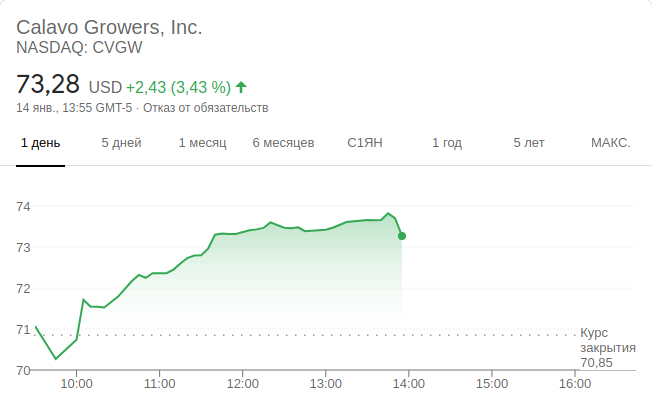 Calavo Growers, Inc.
NASDAQ: CVGW
73,28 USD +2,43 (3,43 %)
14 янв., 13:55 GMT-5 · Отказ от обязательств
1 день 5 дней 1 месяц 6 месяцев С1ЯН 1 год 5 лет МАКС.
74
73
72
71
70
Курс
закрытия
70,85
10:00 11:00 12:00 13:00 14:00 15:00 16:00